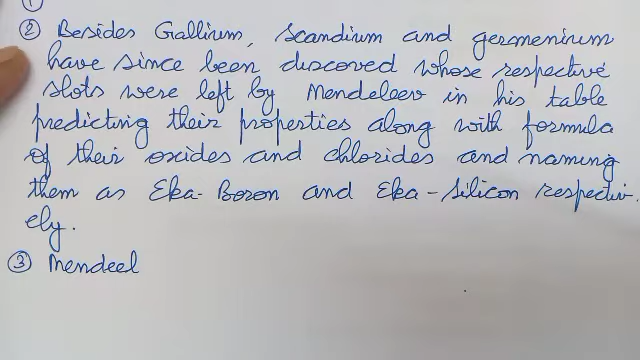 ①
② Besides Gallium, Scandium and germenium
have since been discoved whose respective
slots were left by Mendeleev in his table
predicting their properties along with formula
of their oxides and chlorides and naming
them as Eka-Boron and Eka-Silicon respectiv-
ely.
③ Mendeel